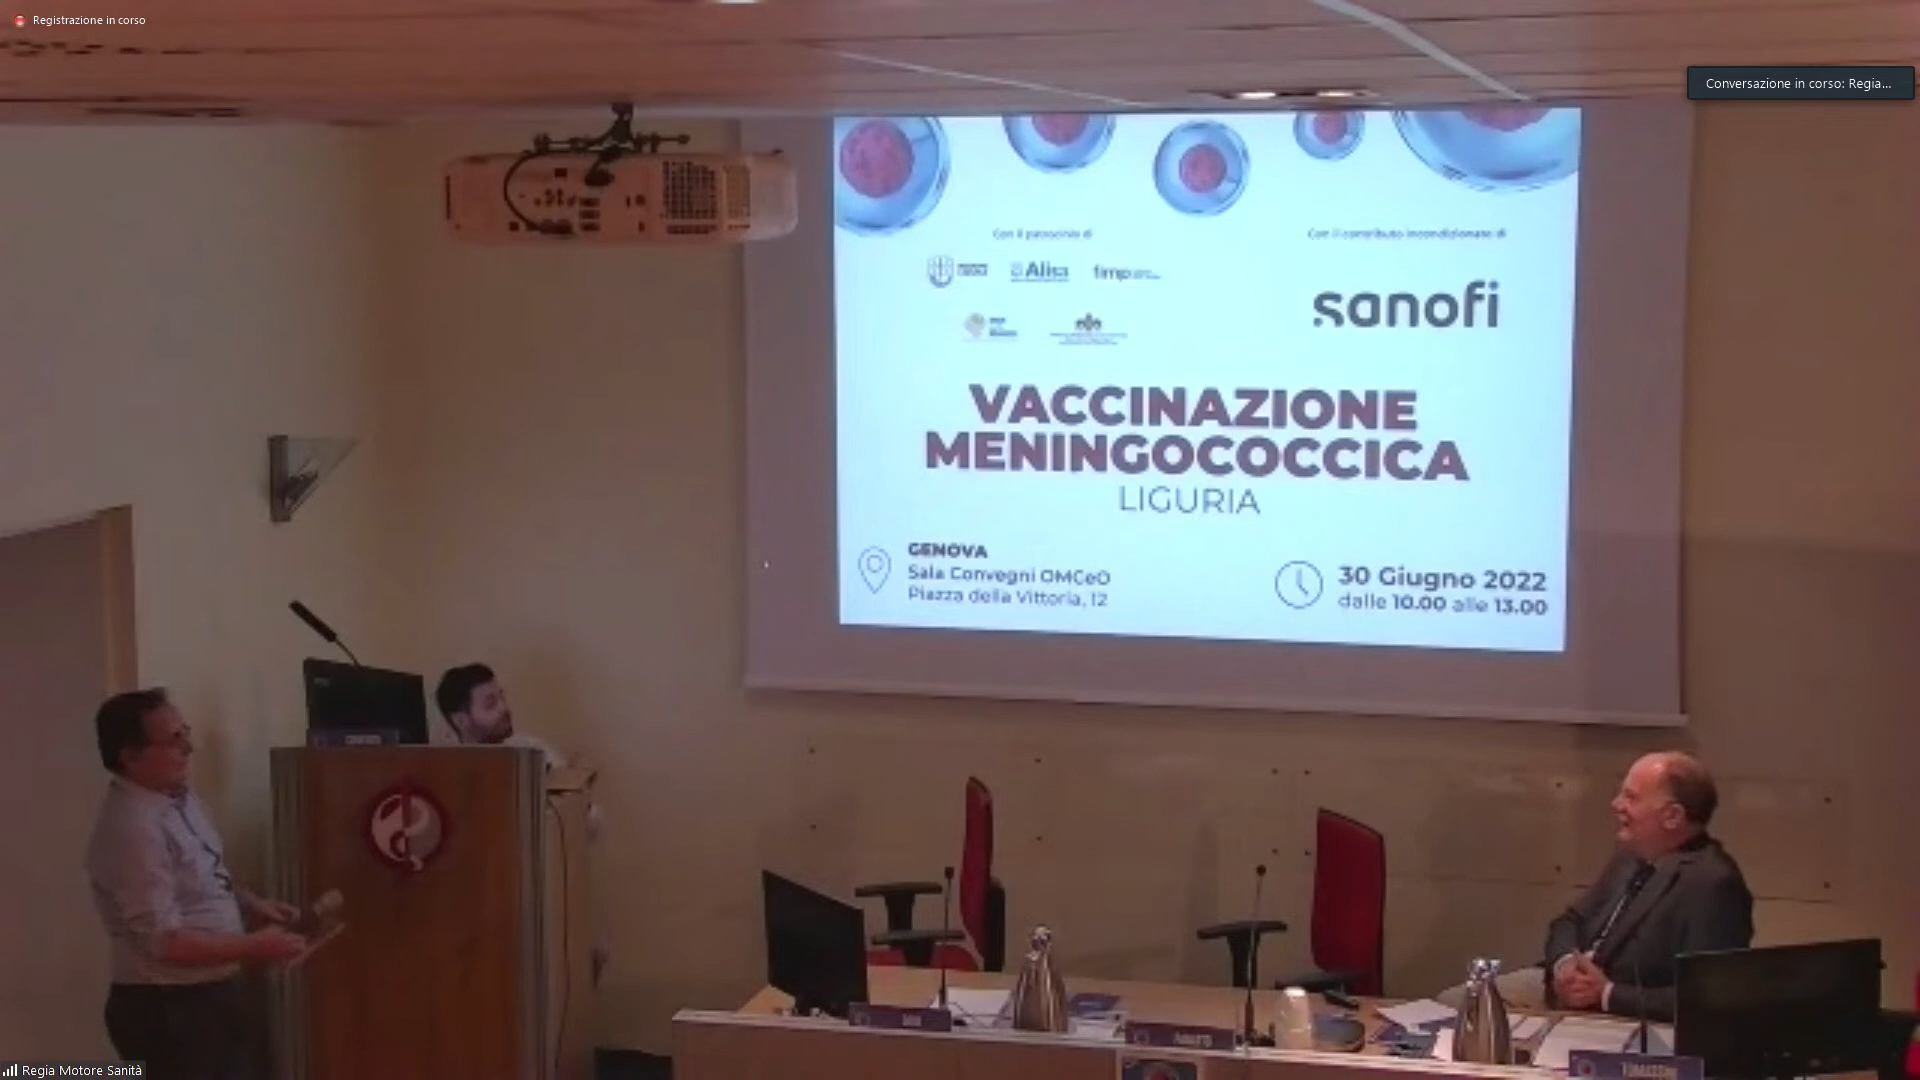 Registrazione in corso
Conversazione in corso: Regia...
Con il patrocinio di
Con il contributo incondizionato di
Alisa
fimp
sanofi
VACCINAZIONE
MENINGOCOCCICA
LIGURIA
GENOVA
Sala Convegni OMCeO
Piazza della Vittoria, 12
30 Giugno 2022
dalle 10.00 alle 13.00
Regia Motore Sanità